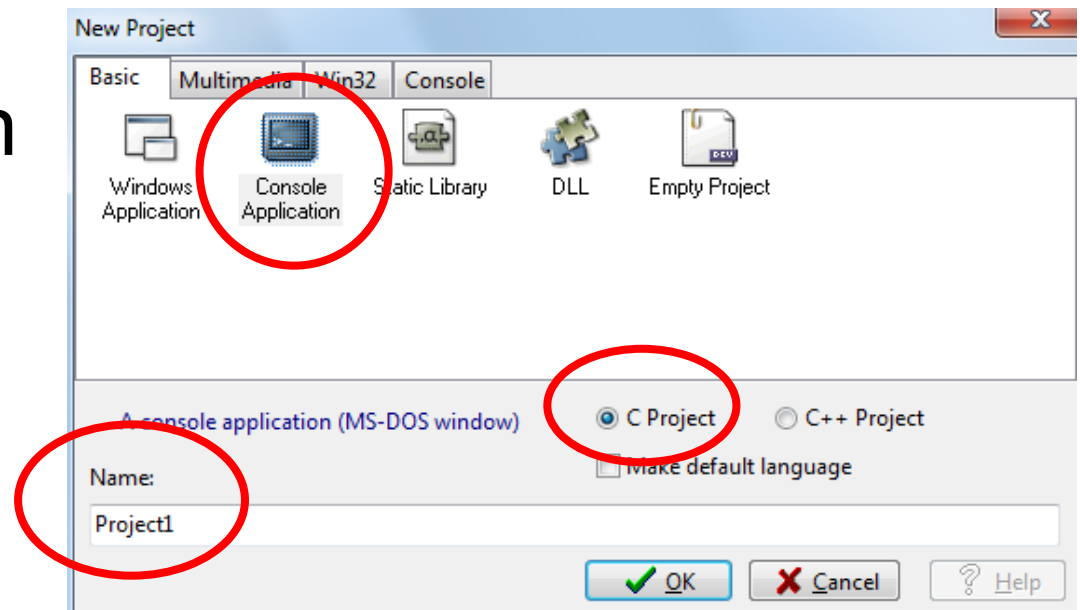 n
New Project
Basic Multimedia Win32 Console
Windows Application
Console Application
Static Library
DLL
Empty Project
A console application (MS-DOS window)
C Project
C++ Project
Make default language
Name:
Project1
OK
Cancel
Help